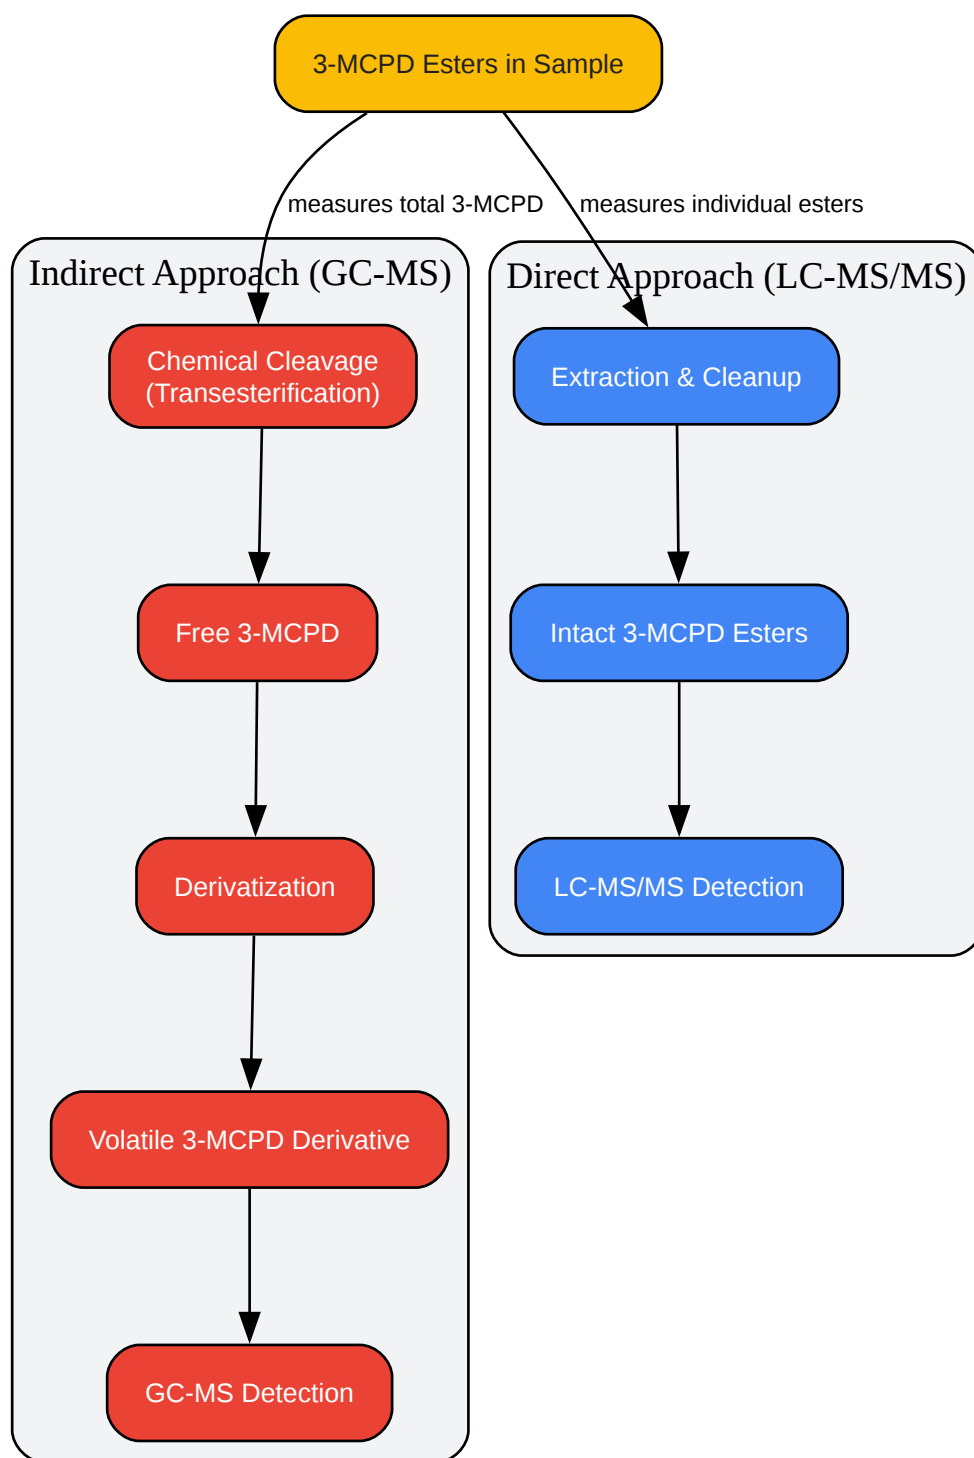 3-MCPD Esters in Sample
measures total 3-MCPD
measures individual esters
Indirect Approach (GC-MS)
Chemical Cleavage
(Transesterification)
Free 3-MCPD
Derivatization
Volatile 3-MCPD Derivative
GC-MS Detection
Direct Approach (LC-MS/MS)
Extraction & Cleanup
Intact 3-MCPD Esters
LC-MS/MS Detection